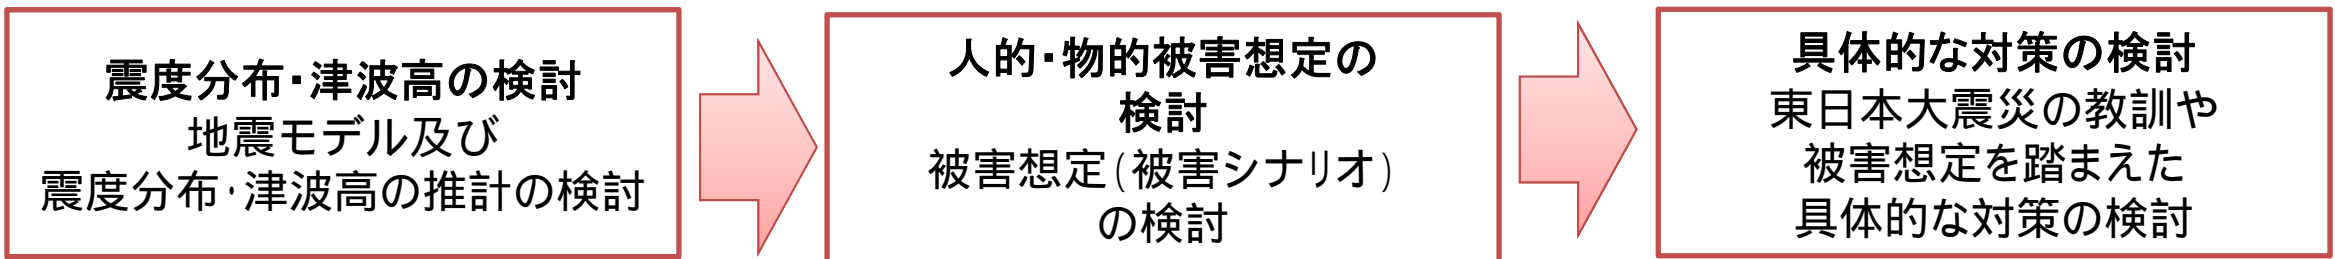 震度分布・津波高の検討
地震モデル及び
震度分布・津波高の推計の検討
人的・物的被害想定の
検討
被害想定(被害シナリオ)
の検討
具体的な対策の検討
東日本大震災の教訓や
被害想定を踏まえた
具体的な対策の検討